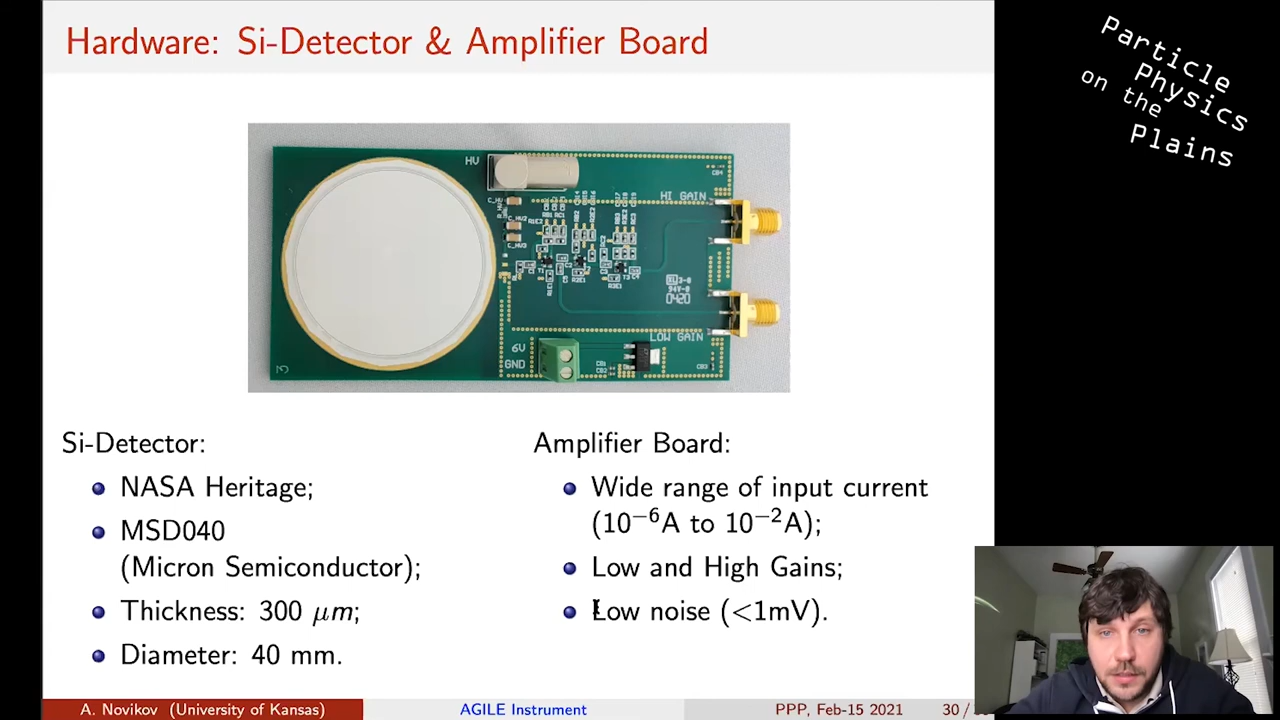 Hardware: Si-Detector & Amplifier Board
Particle
Physics
on the
Plains
HV
HI GAIN
LOW GAIN
6V
GND
94V-0
0420
Si-Detector:
NASA Heritage;
MSD040
(Micron Semiconductor);
Thickness: 300 μm;
Diameter: 40 mm.
Amplifier Board:
Wide range of input current
(10⁻⁶A to 10⁻²A);
Low and High Gains;
Low noise (<1mV).
A. Novikov (University of Kansas)
AGILE Instrument
PPP, Feb-15 2021
30 /